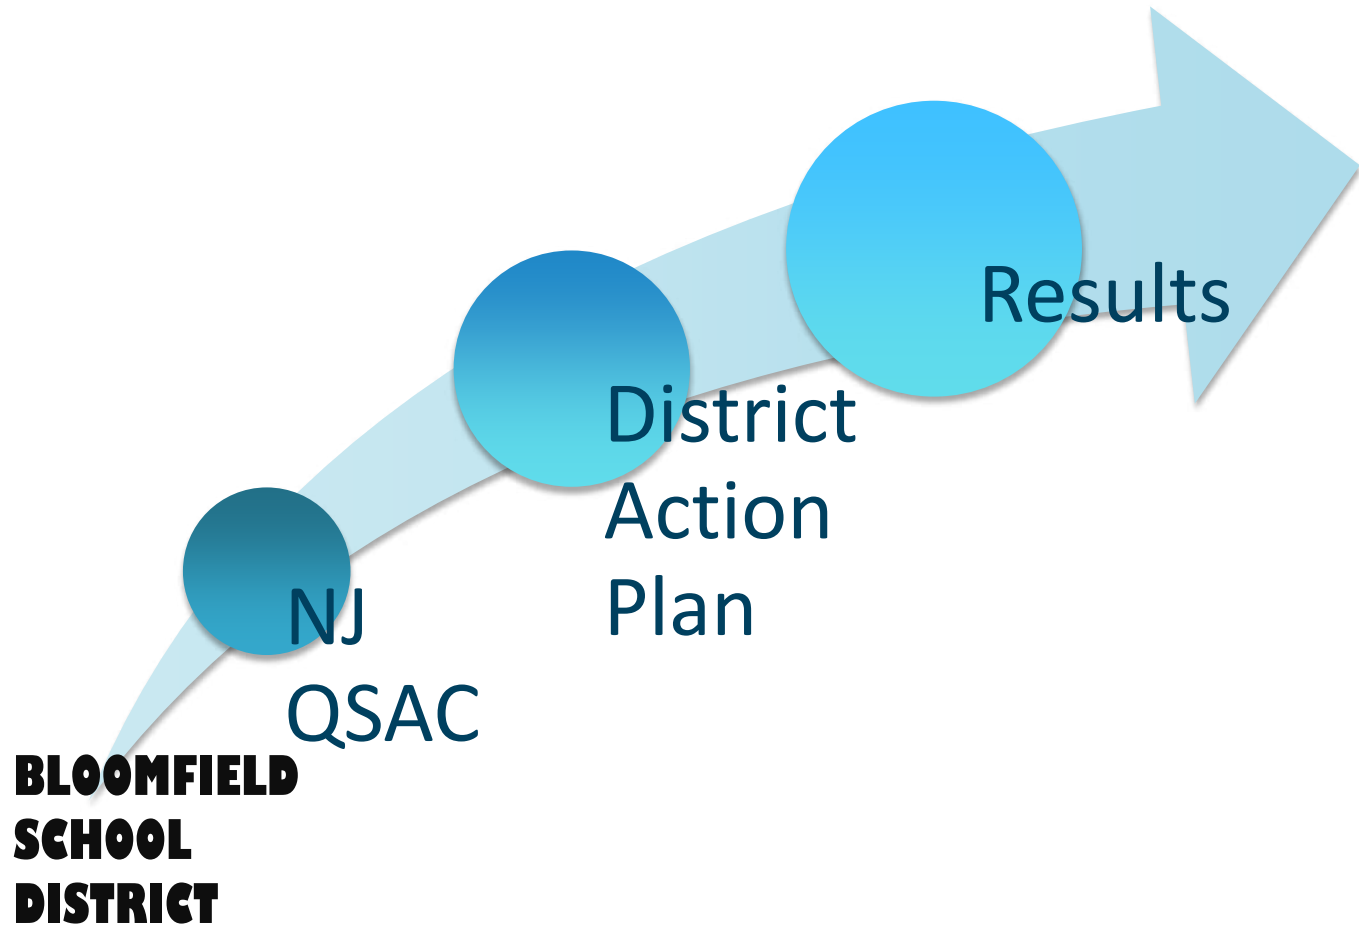 Results
District
Action
Plan
NJ
QSAC
BLOOMFIELD
SCHOOL
DISTRICT